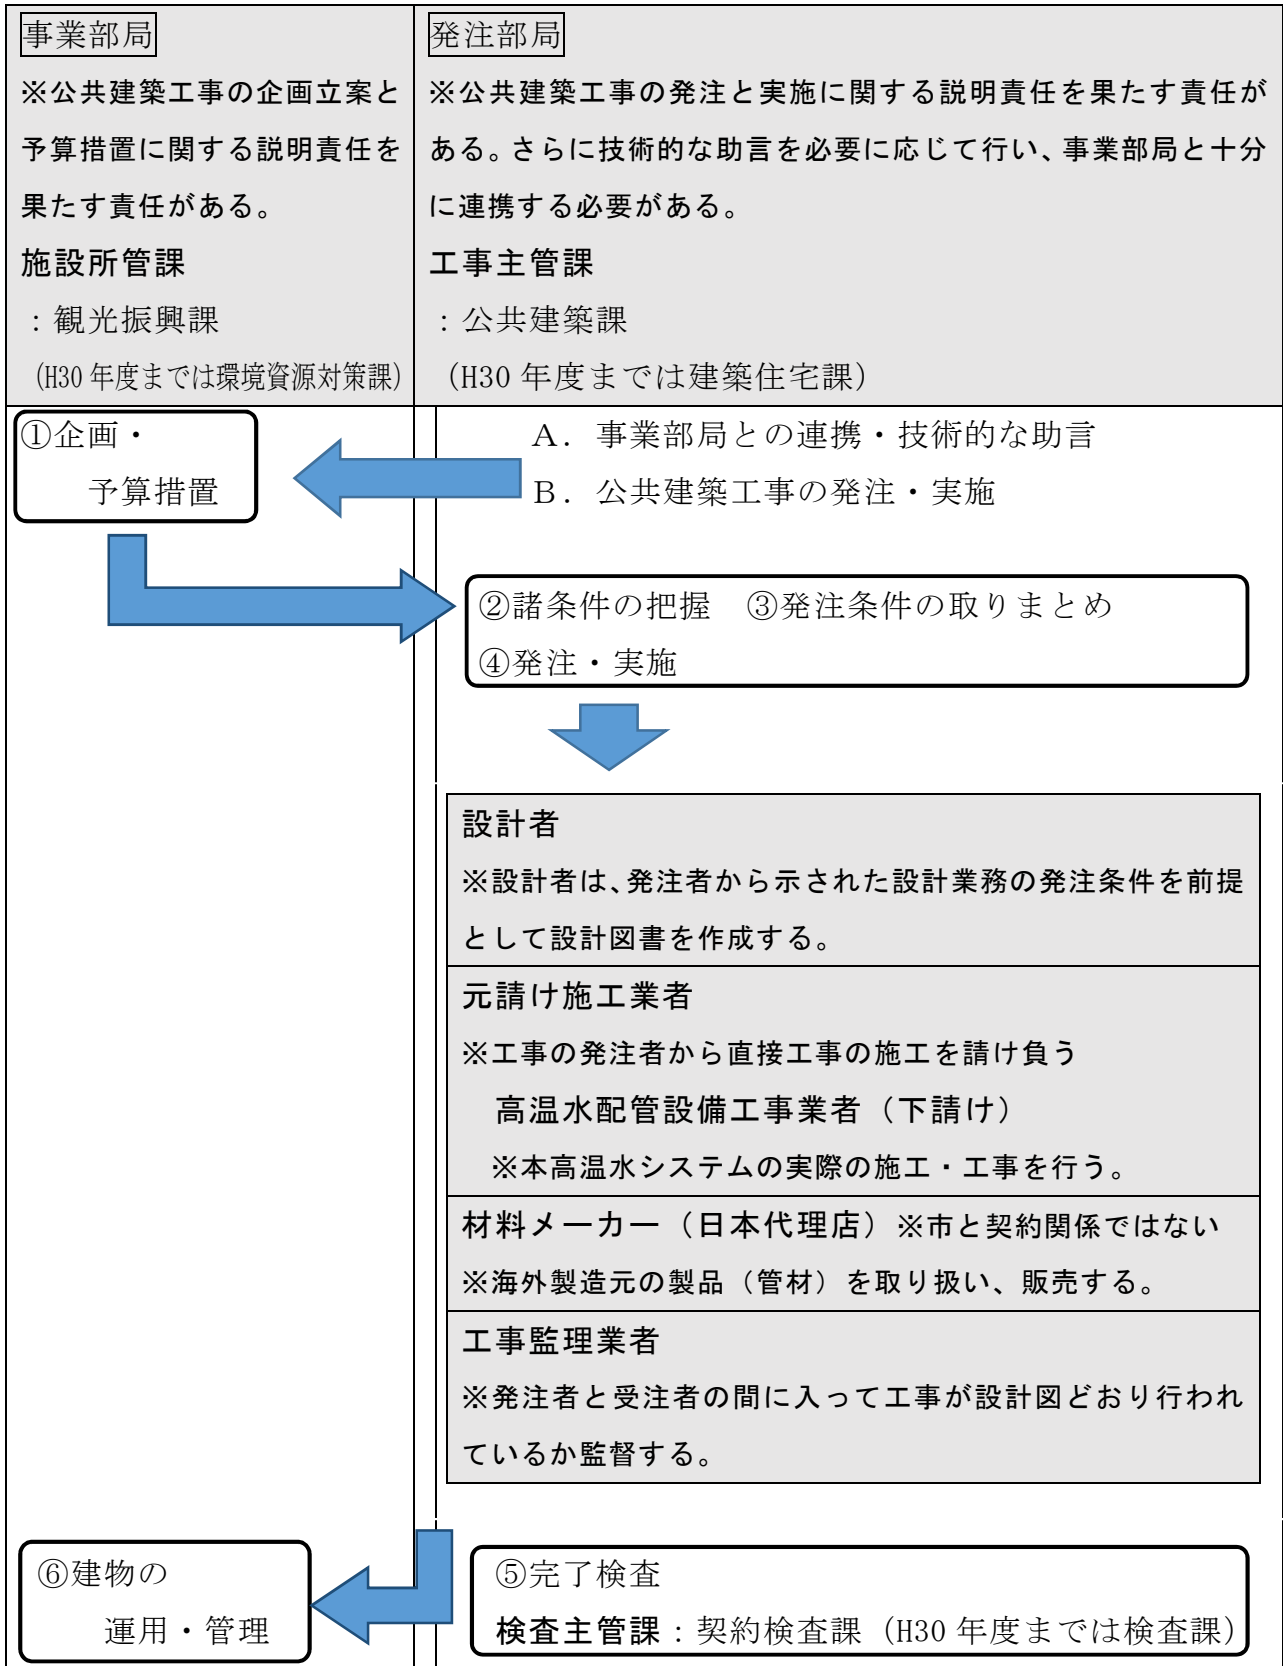 事業部局
※公共建築工事の企画立案と
予算措置に関する説明責任を
果たす責任がある。
施設所管課
：観光振興課
（H30 年度までは環境資源対策課）
発注部局
※公共建築工事の発注と実施に関する説明責任を果たす責任が
ある。さらに技術的な助言を必要に応じて行い、事業部局と十分
に連携する必要がある。
工事主管課
：公共建築課
（H30 年度までは建築住宅課）
①企画・
予算措置
Ａ．事業部局との連携・技術的な助言
Ｂ．公共建築工事の発注・実施
②諸条件の把握　③発注条件の取りまとめ
④発注・実施
設計者
※設計者は、発注者から示された設計業務の発注条件を前提
として設計図書を作成する。
元請け施工業者
※工事の発注者から直接工事の施工を請け負う
高温水配管設備工事業者（下請け）
※本高温水システムの実際の施工・工事を行う。
材料メーカー（日本代理店）※市と契約関係ではない
※海外製造元の製品（管材）を取り扱い、販売する。
工事監理業者
※発注者と受注者の間に入って工事が設計図どおり行われ
ているか監督する。
⑤完了検査
検査主管課：契約検査課（H30 年度までは検査課）
⑥建物の
運用・管理